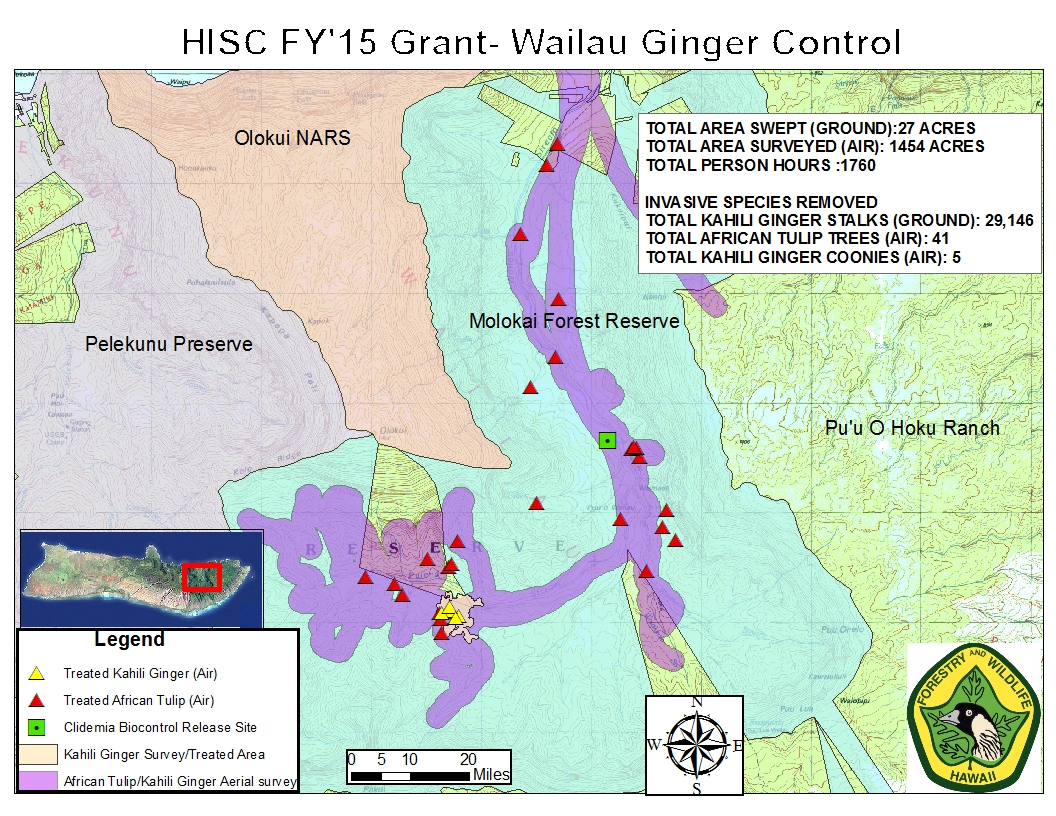 HISC FY'15 Grant- Wailau Ginger Control
Waipu
Olokui NARS
TOTAL AREA SWEPT (GROUND):27 ACRES
TOTAL AREA SURVEYED (AIR): 1454 ACRES
TOTAL PERSON HOURS :1760
INVASIVE SPECIES REMOVED
TOTAL KAHILI GINGER STALKS (GROUND): 29,146
TOTAL AFRICAN TULIP TREES (AIR): 41
TOTAL KAHILI GINGER COONIES (AIR): 5
Molokai Forest Reserve
Pelekunu Preserve
Pu'u O Hoku Ranch
Olokui
R E S E R V E
Legend
Treated Kahili Ginger (Air)
Treated African Tulip (Air)
Clidemia Biocontrol Release Site
Kahili Ginger Survey/Treated Area
African Tulip/Kahili Ginger Aerial survey
0 5 10 20
Miles
N
W E
S
FORESTRY AND WILDLIFE
HAWAII